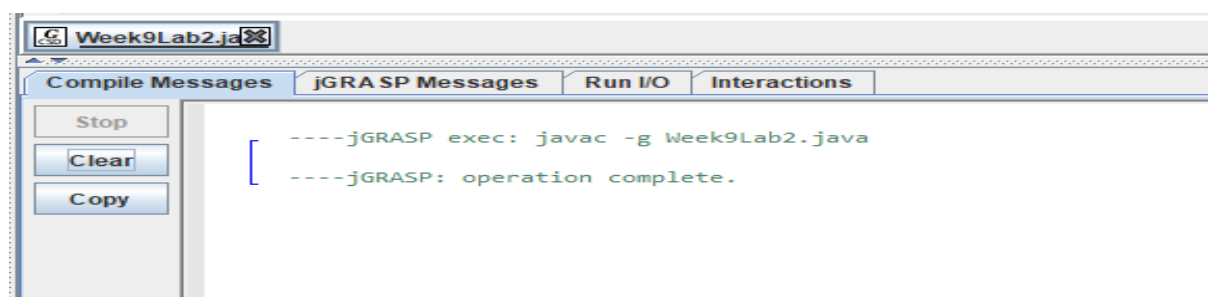 Week9Lab2.ja
Compile Messages jGRASP Messages Run I/O Interactions
Stop
----jGRASP exec: javac -g Week9Lab2.java
Clear
----jGRASP: operation complete.
Copy